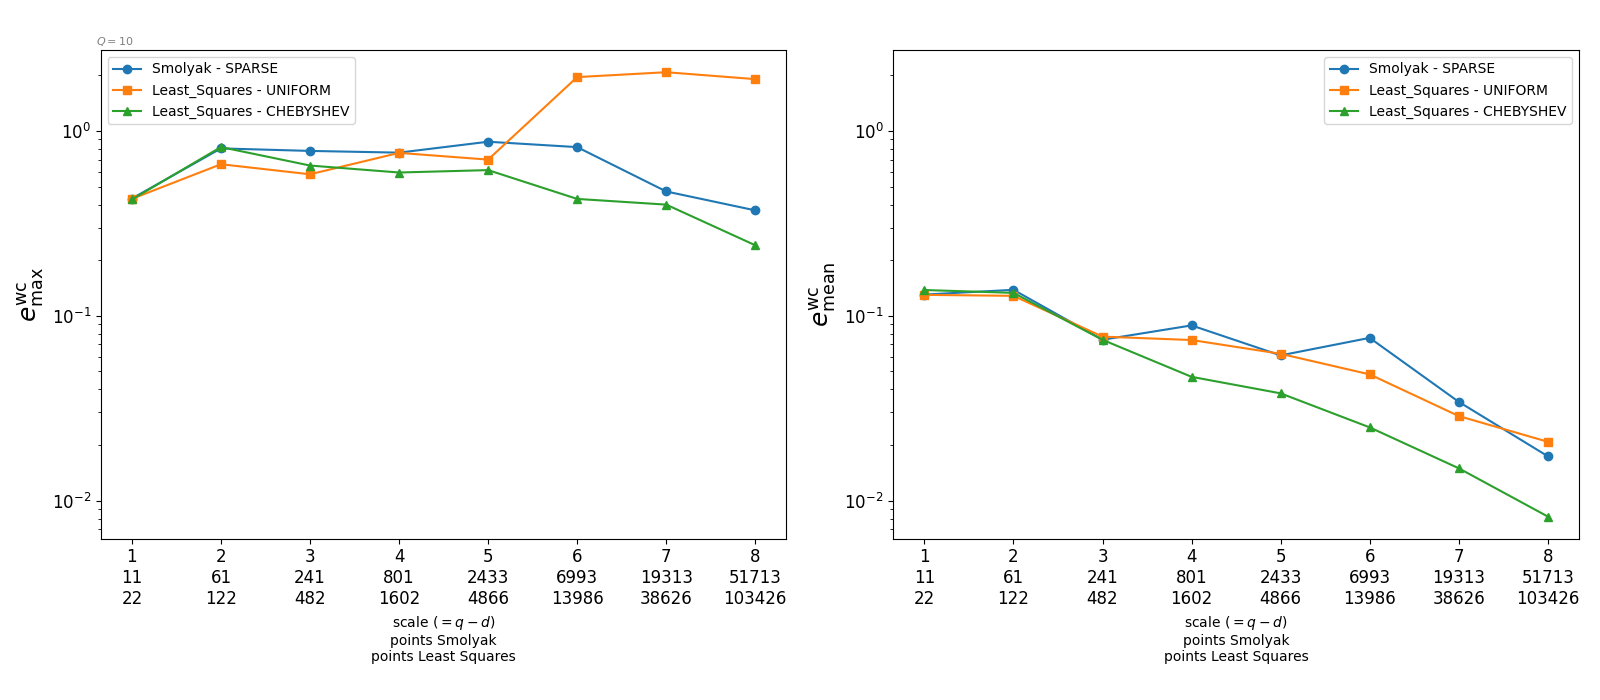 Q = 10
Smolyak - SPARSE
Least_Squares - UNIFORM
Least_Squares - CHEBYSHEV
10^0
10^-1
10^-2
e^wc_max
1 2 3 4 5 6 7 8
11 61 241 801 2433 6993 19313 51713
22 122 482 1602 4866 13986 38626 103426
scale (= q − d)
points Smolyak
points Least Squares
Smolyak - SPARSE
Least_Squares - UNIFORM
Least_Squares - CHEBYSHEV
10^0
10^-1
10^-2
e^wc_mean
1 2 3 4 5 6 7 8
11 61 241 801 2433 6993 19313 51713
22 122 482 1602 4866 13986 38626 103426
scale (= q − d)
points Smolyak
points Least Squares